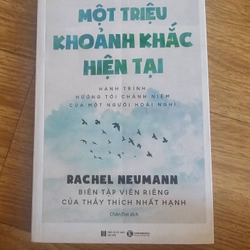 MỘT TRIỆU
KHOẢNH KHẮC
HIỆN TẠI
HÀNH TRÌNH
HƯỚNG TỚI CHÁNH NIỆM
CỦA MỘT NGƯỜI HOÀI NGHI
RACHEL NEUMANN
BIÊN TẬP VIÊN RIÊNG
CỦA THẦY THÍCH NHẤT HẠNH